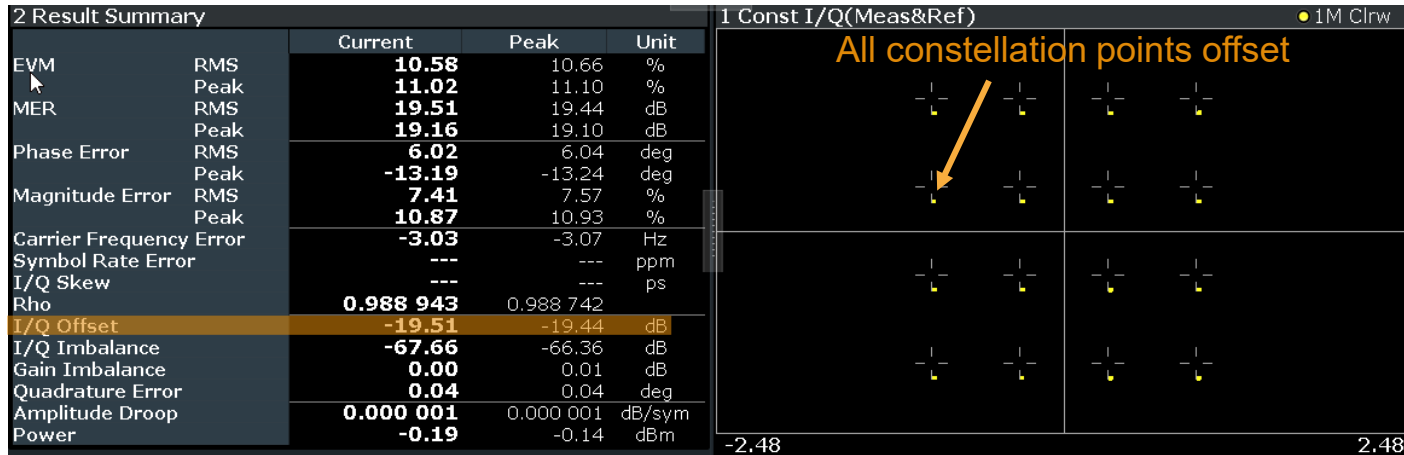 2 Result Summary
Current Peak Unit
EVM RMS 10.58 10.66 %
Peak 11.02 11.10 %
MER RMS 19.51 19.44 dB
Peak 19.16 19.10 dB
Phase Error RMS 6.02 6.04 deg
Peak -13.19 -13.24 deg
Magnitude Error RMS 7.41 7.57 %
Peak 10.87 10.93 %
Carrier Frequency Error -3.03 -3.07 Hz
Symbol Rate Error --- --- ppm
I/Q Skew --- --- ps
Rho 0.988 943 0.988 742
I/Q Offset -19.51 -19.44 dB
I/Q Imbalance -67.66 -66.36 dB
Gain Imbalance 0.00 0.01 dB
Quadrature Error 0.04 0.04 deg
Amplitude Droop 0.000 001 0.000 001 dB/sym
Power -0.19 -0.14 dBm
1 Const I/Q(Meas&Ref) 1M Clrw
All constellation points offset
-2.48 2.48